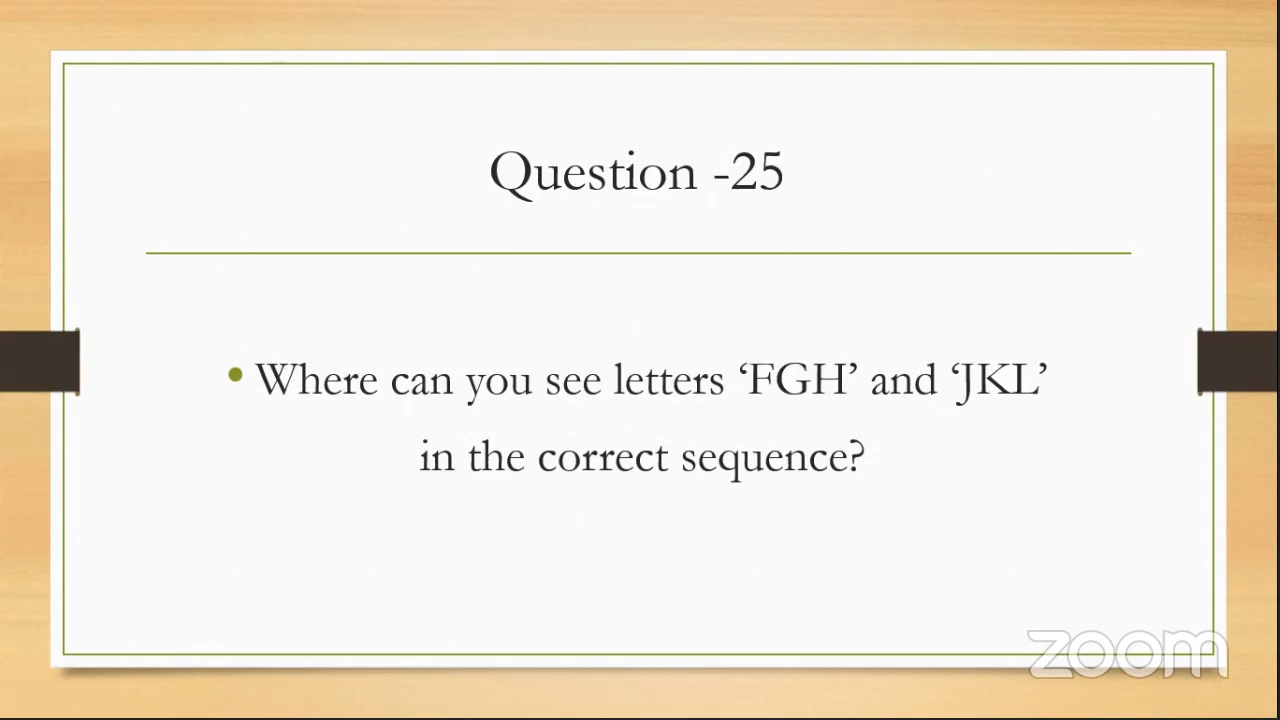 Question -25
• Where can you see letters ‘FGH’ and ‘JKL’
in the correct sequence?
zoom